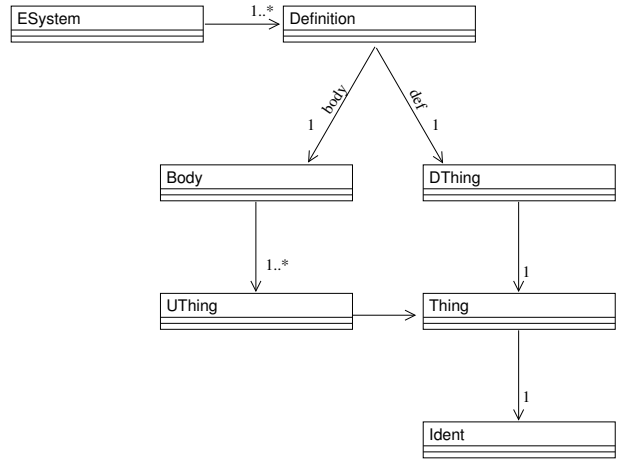 ESystem
1..*
Definition
body
def
1
1
Body
DThing
1..*
1
UThing
Thing
1
Ident